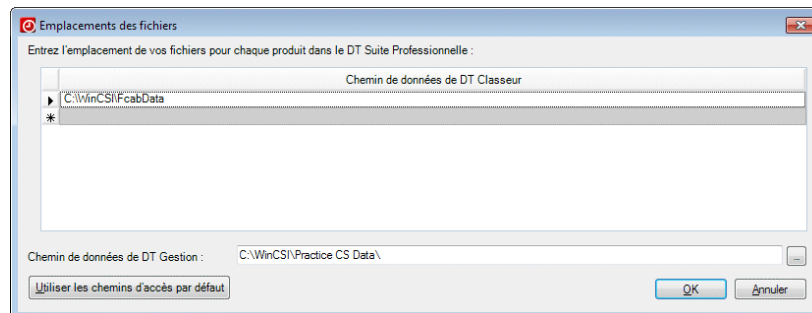 Emplacements des fichiers
Entrez l'emplacement de vos fichiers pour chaque produit dans le DT Suite Professionnelle :
Chemin de données de DT Classeur
C:\WinCSI\FcabData
Chemin de données de DT Gestion :
C:\WinCSI\Practice CS Data\
...
Utiliser les chemins d'accès par défaut
OK
Annuler